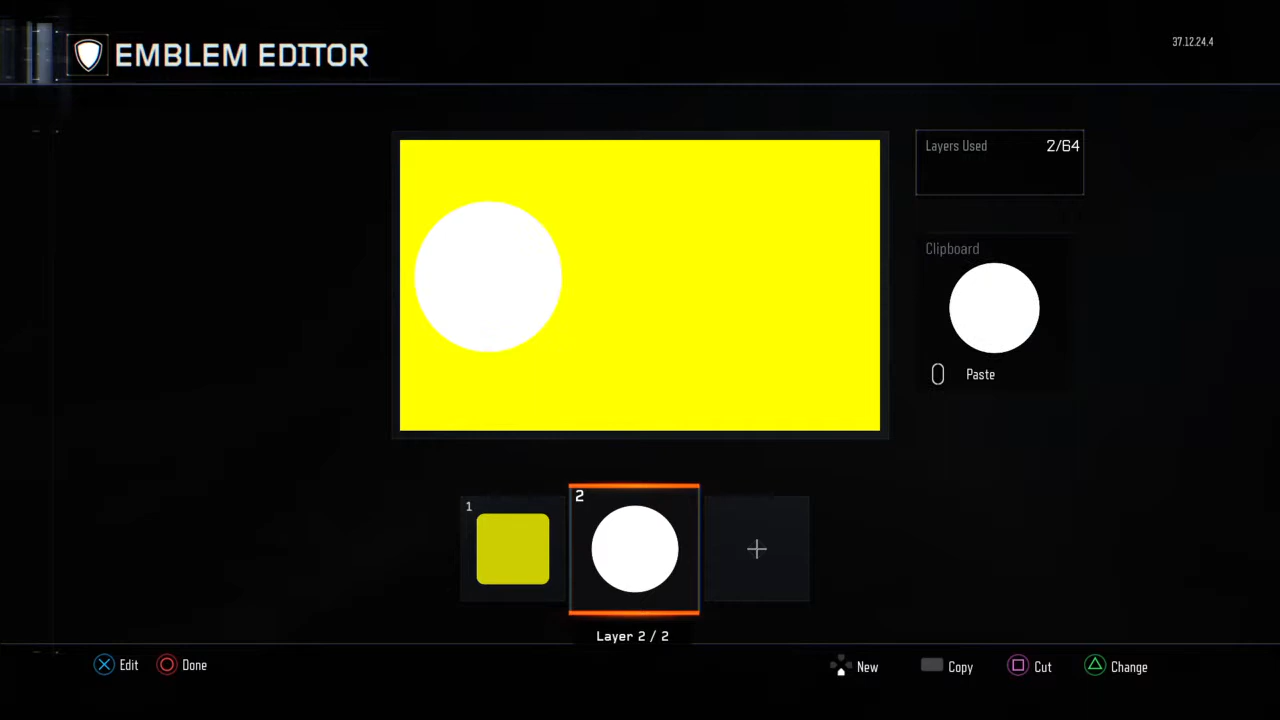 EMBLEM EDITOR
37.12.24.4
Layers Used 2/64
Clipboard
Paste
1
2
Layer 2 / 2
Edit Done New Copy Cut Change